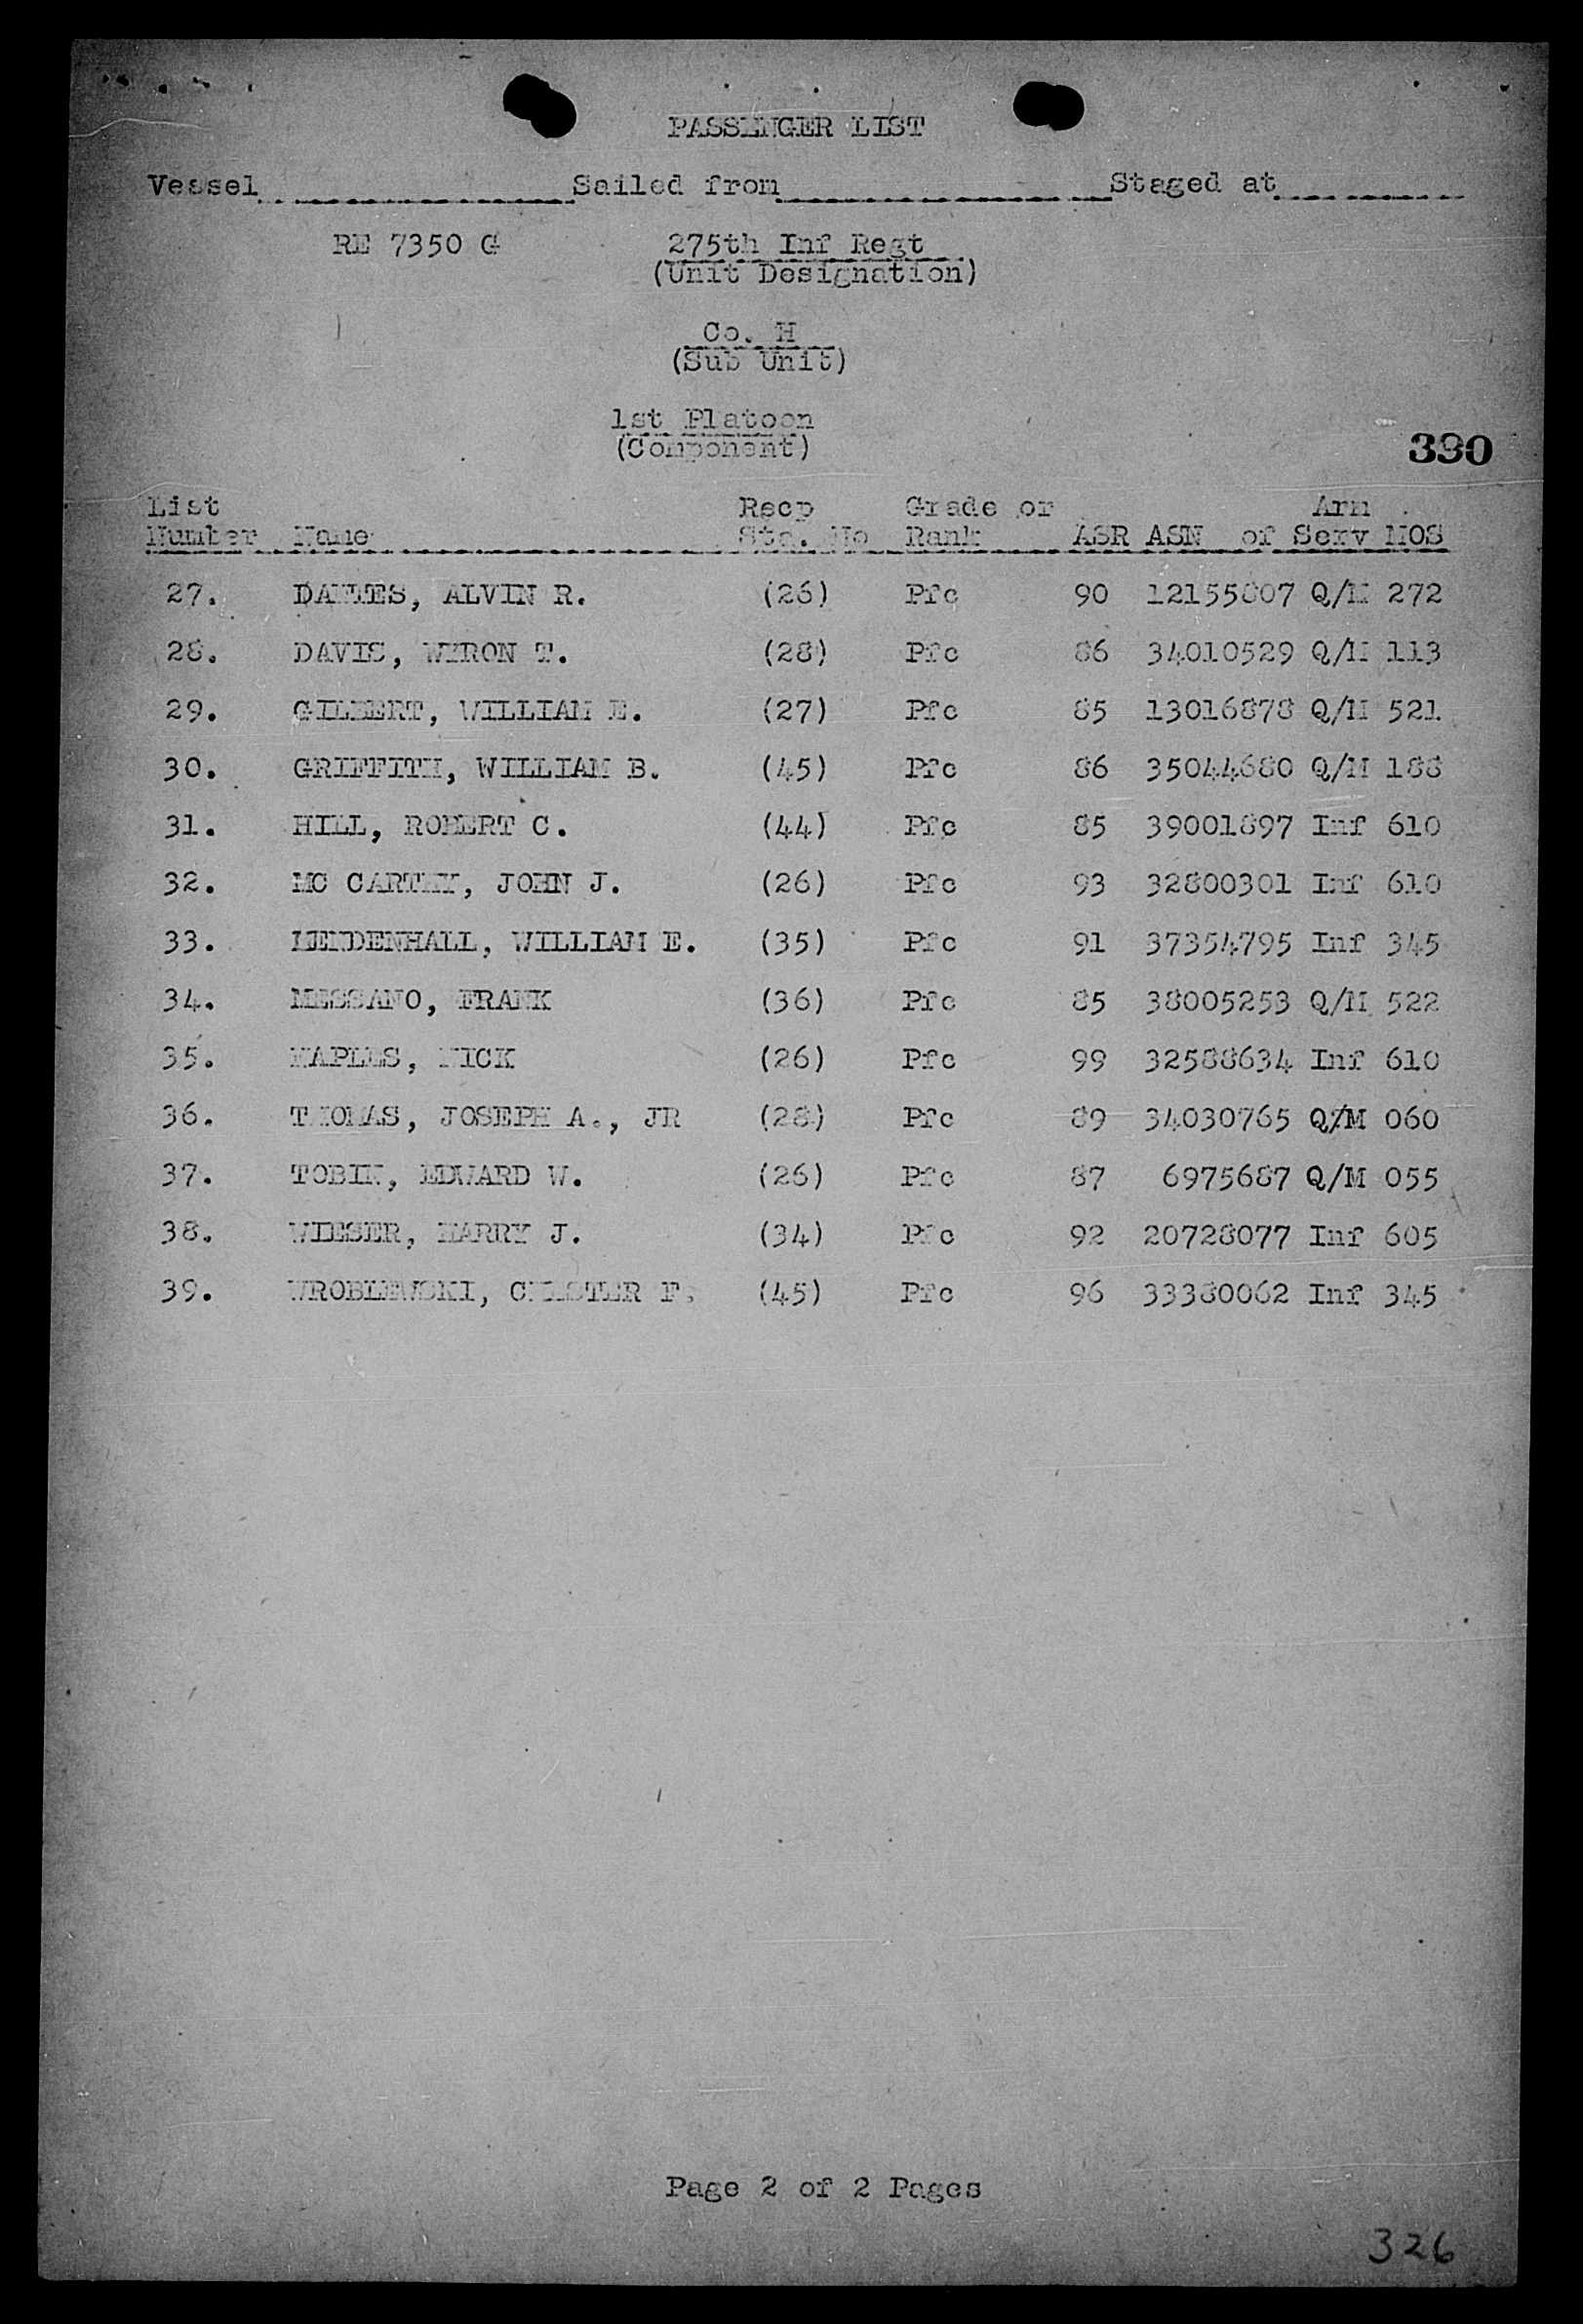 PASSENGER LIST
Vessel Sailed from Staged at
RE 7350 G 275th Inf Regt
(Unit Designation)
Co. H
(Sub Unit)
1st Platoon
(Component)
390
List Recp Grade or Arm
Number Name Sta. No Rank ASR ASN of Serv MOS
27. ALVIN R. (26) Pfc 90 12155807 Q/M 272
28. DAVIS, T. (28) Pfc 86 34010529 Q/M 113
29. GILBERT, WILLIAM E. (27) Pfc 85 13016878 Q/M 521
30. GRIFFITH, WILLIAM B. (45) Pfc 86 35044680 Q/M 188
31. HILL, ROBERT C. (44) Pfc 85 39001897 Inf 610
32. MC CARTHY, JOHN J. (26) Pfc 93 32800301 Inf 610
33. MENDENHALL, WILLIAM E. (35) Pfc 91 37354795 Inf 345
34. MESSANO, FRANK (36) Pfc 85 38005253 Q/M 522
35. NICK (26) Pfc 99 32588634 Inf 610
36. THOMAS, JOSEPH A., JR (28) Pfc 89 34030765 Q/M 060
37. TOBIN, EDWARD W. (26) Pfc 87 6975687 Q/M 055
38. WIESER, HARRY J. (34) Pfc 92 20728077 Inf 605
39. WROBLEWSKI, CHESTER F. (45) Pfc 96 33380062 Inf 345
Page 2 of 2 Pages
326